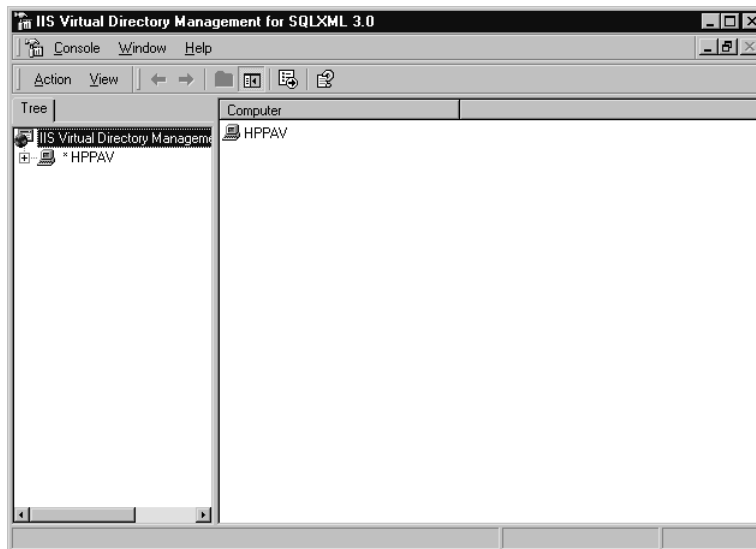 IIS Virtual Directory Management for SQLXML 3.0
Console Window Help
Action View
Tree
Computer
IIS Virtual Directory Manageme
HPPAV
* HPPAV